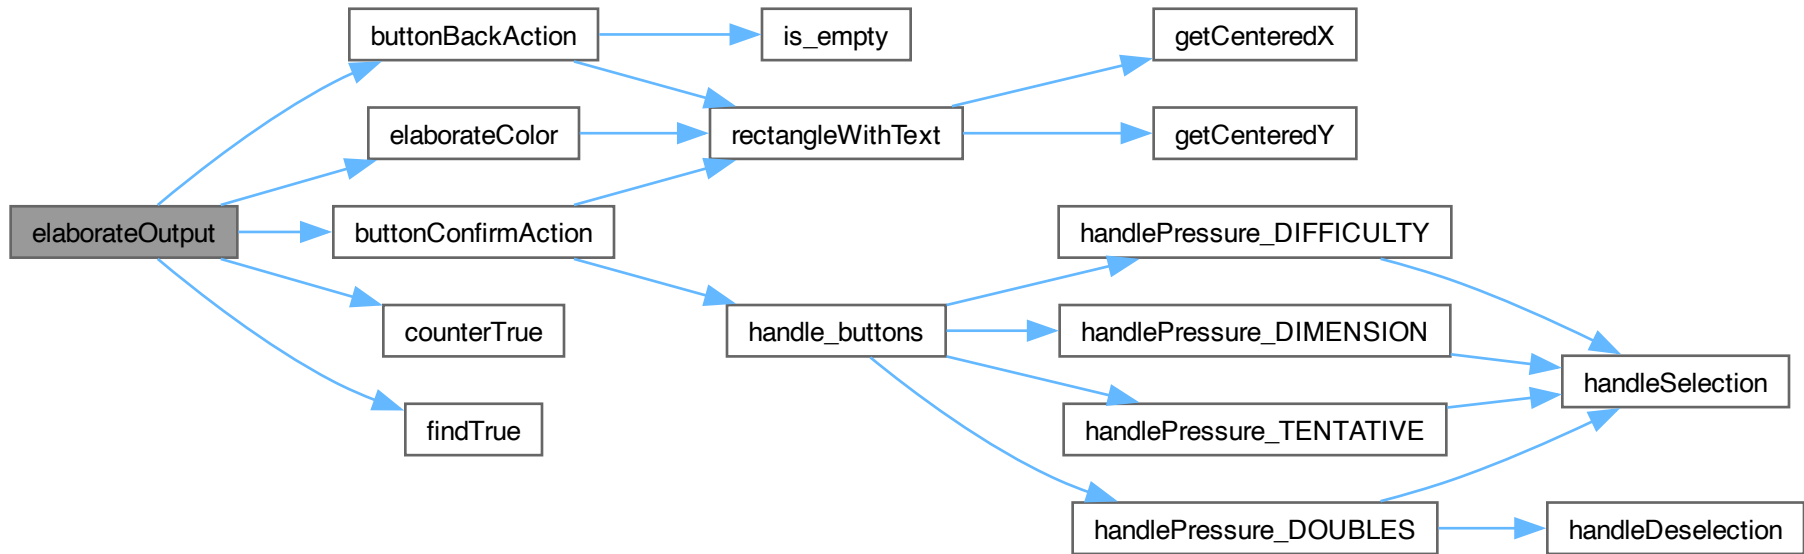 buttonBackAction
is_empty
getCenteredX
elaborateColor
rectangleWithText
getCenteredY
elaborateOutput
buttonConfirmAction
handlePressure_DIFFICULTY
counterTrue
handle_buttons
handlePressure_DIMENSION
handleSelection
findTrue
handlePressure_TENTATIVE
handlePressure_DOUBLES
handleDeselection